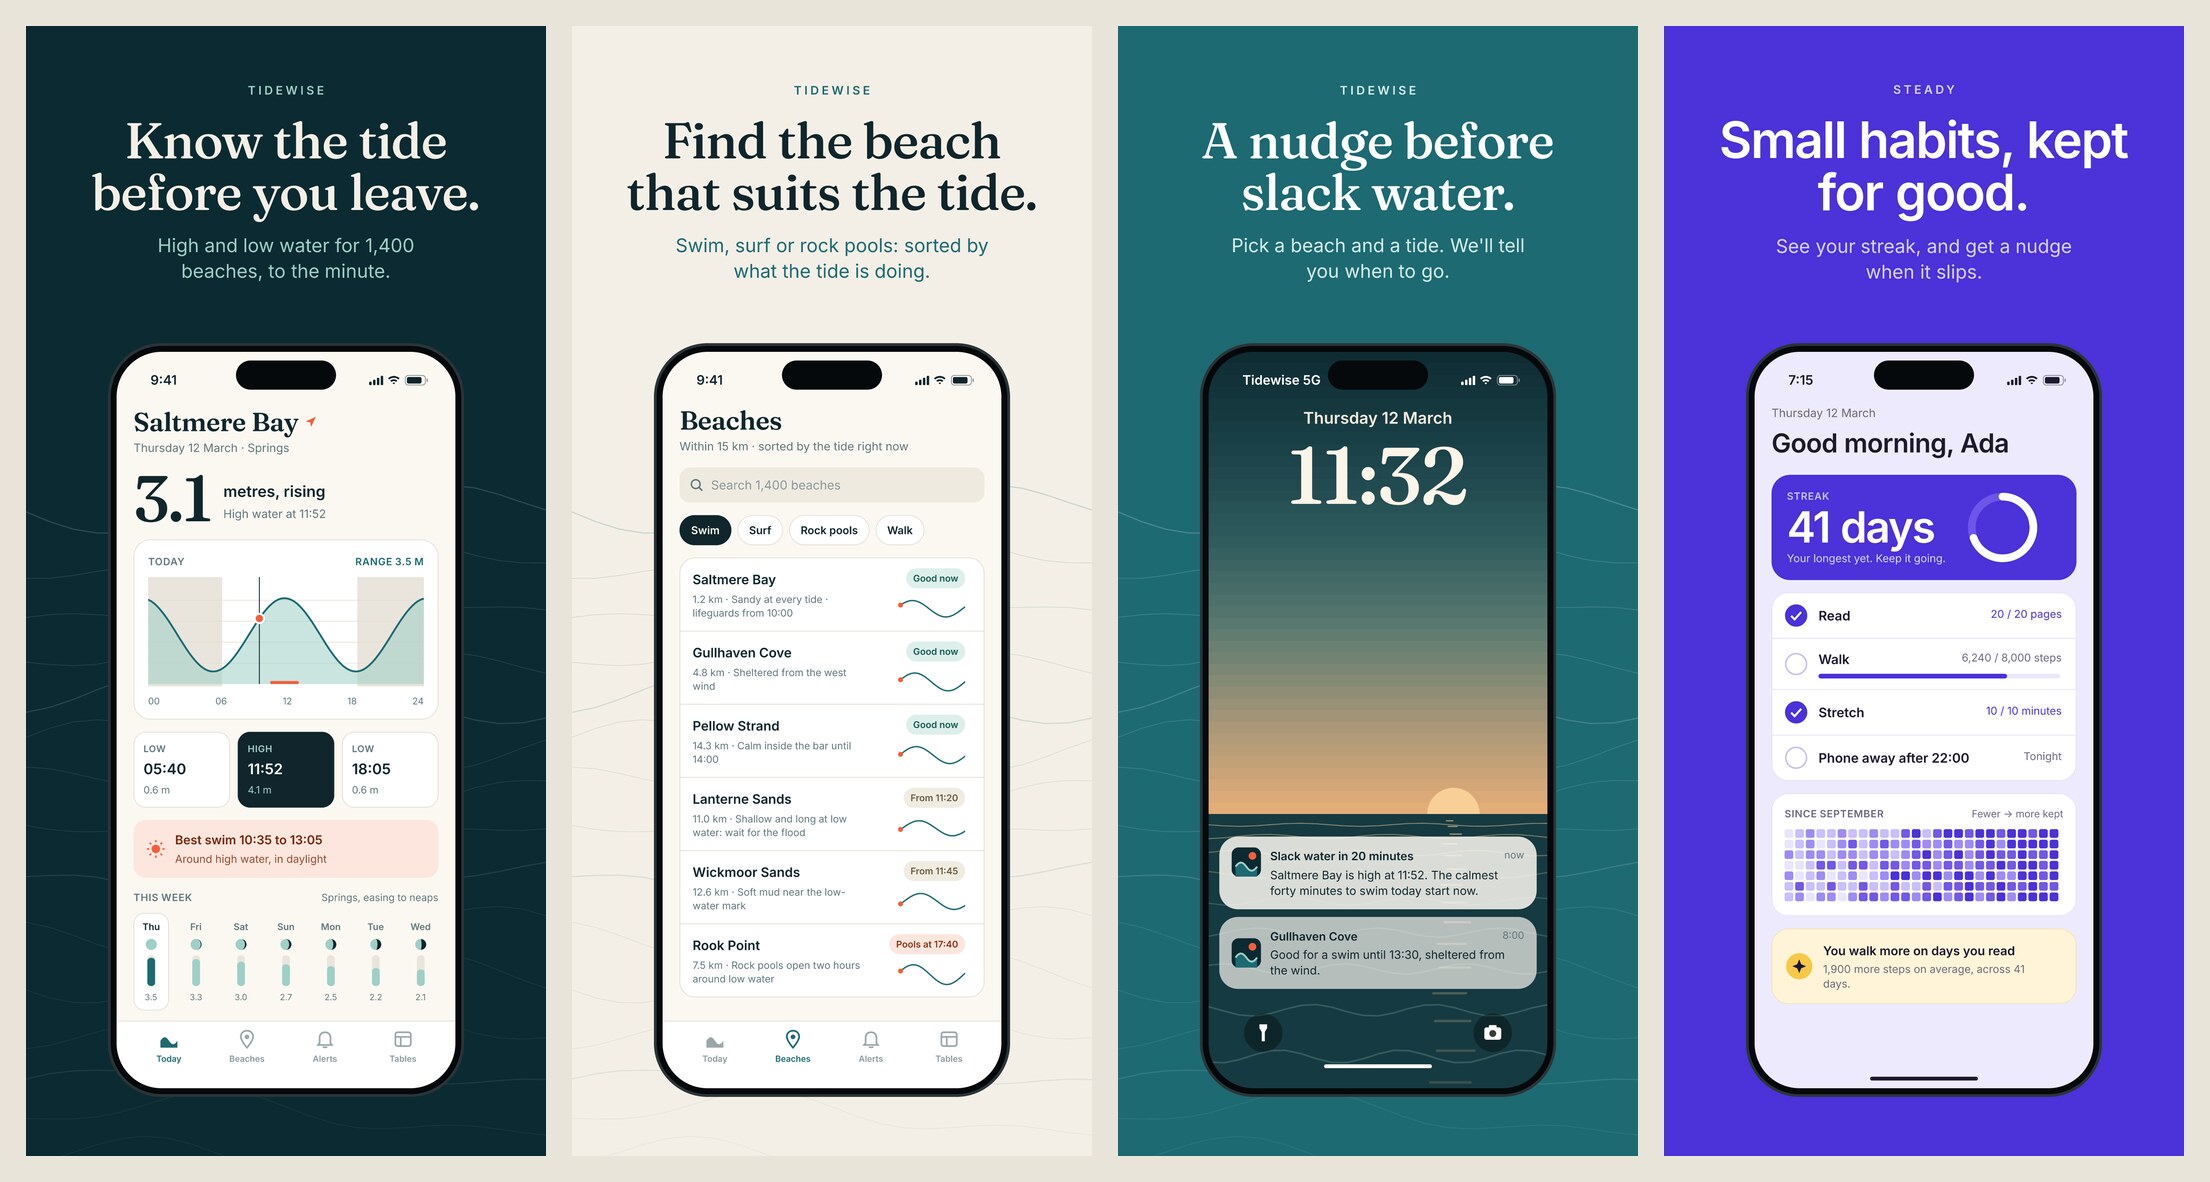 TIDEWISE
Know the tide
before you leave.
High and low water for 1,400
beaches, to the minute.
9:41
Saltmere Bay
Thursday 12 March · Springs
3.1
metres, rising
High water at 11:52
TODAY
RANGE 3.5 M
00 06 12 18 24
LOW
05:40
0.6 m
HIGH
11:52
4.1 m
LOW
18:05
0.6 m
Best swim 10:35 to 13:05
Around high water, in daylight
THIS WEEK
Springs, easing to neaps
Thu Fri Sat Sun Mon Tue Wed
3.5 3.3 3.0 2.7 2.5 2.2 2.1
Today Beaches Alerts Tables
TIDEWISE
Find the beach
that suits the tide.
Swim, surf or rock pools: sorted by
what the tide is doing.
9:41
Beaches
Within 15 km · sorted by the tide right now
Search 1,400 beaches
Swim Surf Rock pools Walk
Saltmere Bay
Good now
1.2 km · Sandy at every tide ·
lifeguards from 10:00
Gullhaven Cove
Good now
4.8 km · Sheltered from the west
wind
Pellow Strand
Good now
14.3 km · Calm inside the bar until
14:00
Lanterne Sands
From 11:20
11.0 km · Shallow and long at low
water: wait for the flood
Wickmoor Sands
From 11:45
12.6 km · Soft mud near the low-
water mark
Rook Point
Pools at 17:40
7.5 km · Rock pools open two hours
around low water
Today Beaches Alerts Tables
TIDEWISE
A nudge before
slack water.
Pick a beach and a tide. We'll tell
you when to go.
Tidewise 5G
Thursday 12 March
11:32
Slack water in 20 minutes
now
Saltmere Bay is high at 11:52. The calmest
forty minutes to swim today start now.
Gullhaven Cove
8:00
Good for a swim until 13:30, sheltered from
the wind.
STEADY
Small habits, kept
for good.
See your streak, and get a nudge
when it slips.
7:15
Thursday 12 March
Good morning, Ada
STREAK
41 days
Your longest yet. Keep it going.
Read
20 / 20 pages
Walk
6,240 / 8,000 steps
Stretch
10 / 10 minutes
Phone away after 22:00
Tonight
SINCE SEPTEMBER
Fewer → more kept
You walk more on days you read
1,900 more steps on average, across 41
days.